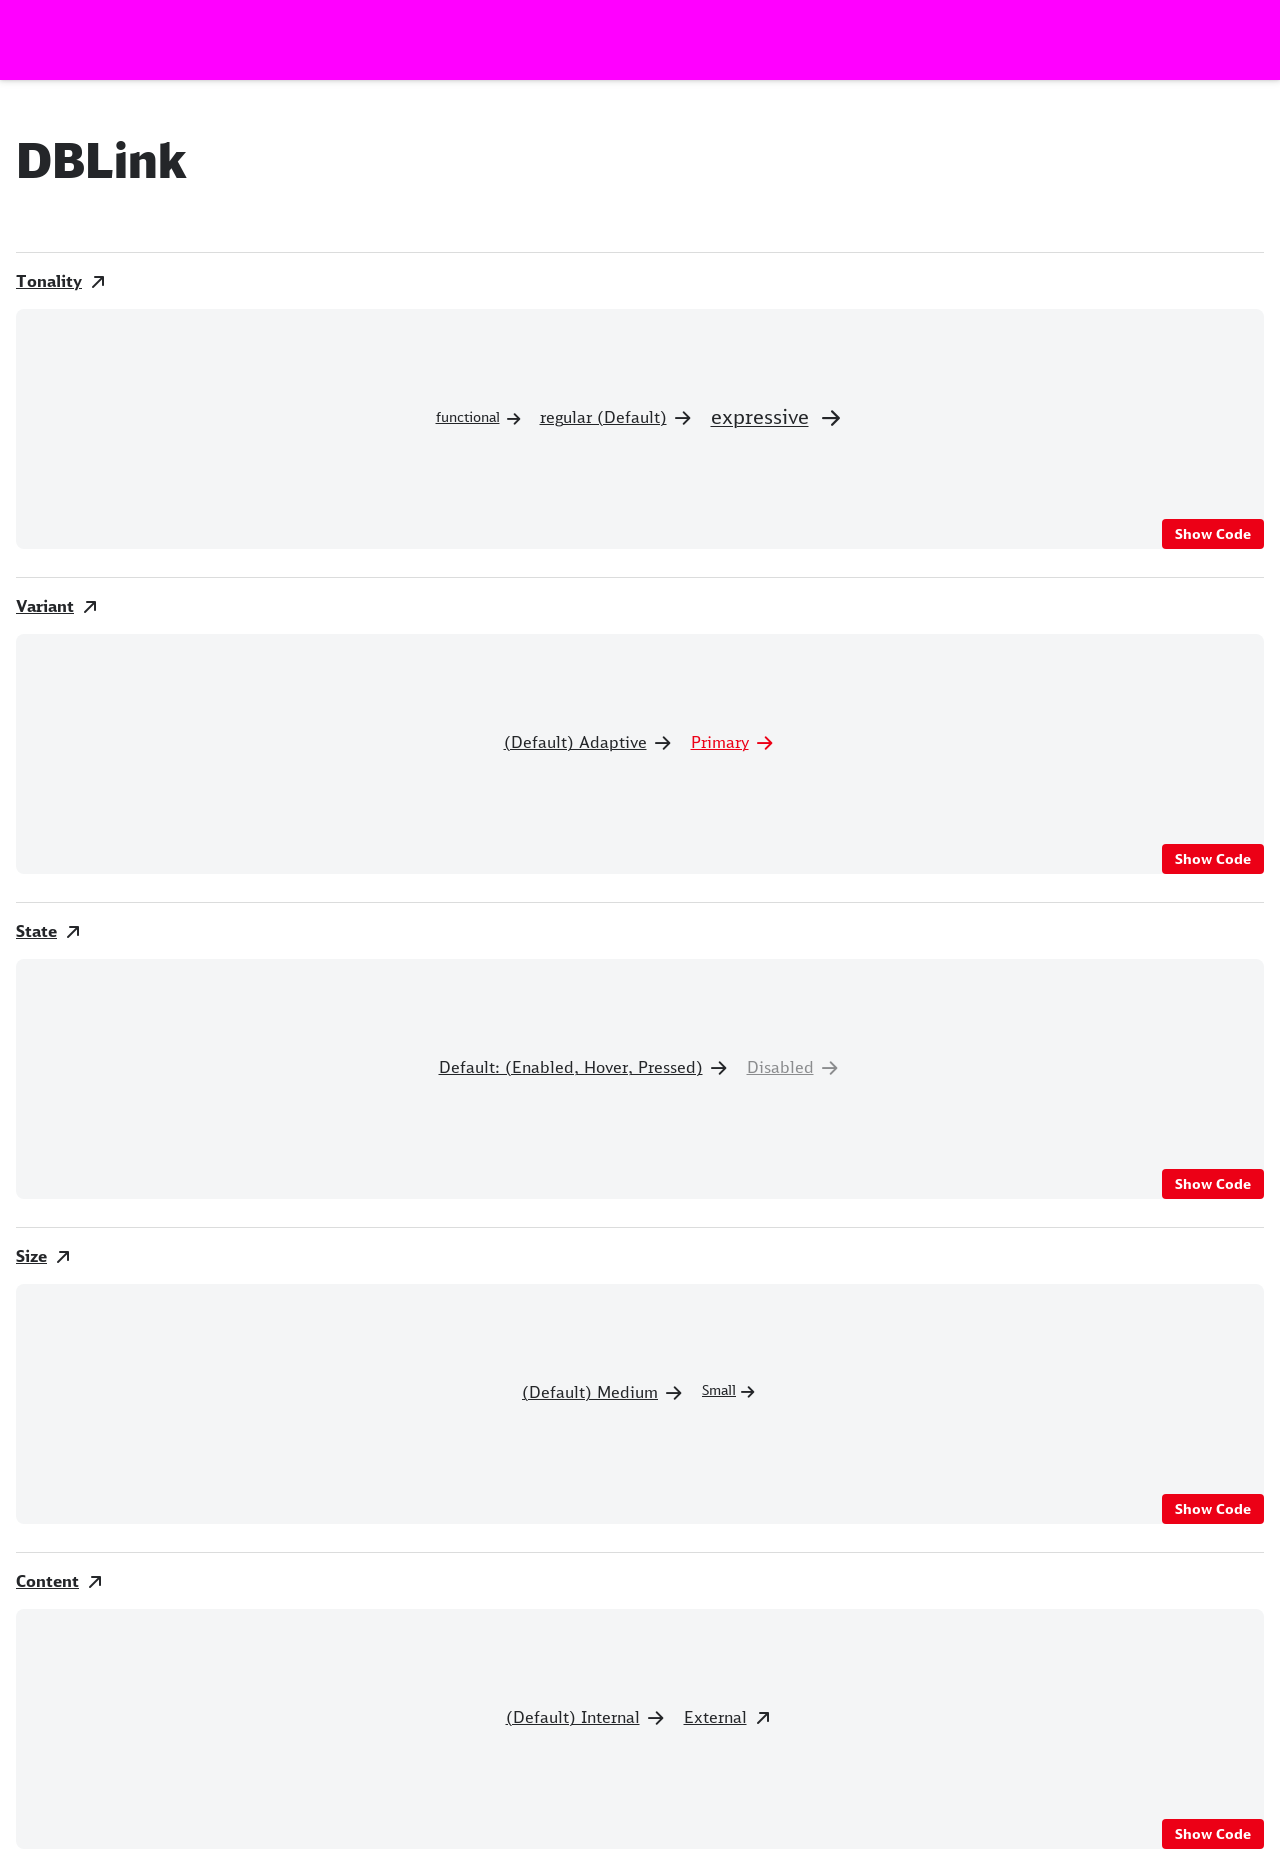 DBLink
Tonality
functional regular (Default) expressive
Show Code
Variant
(Default) Adaptive Primary
Show Code
State
Default: (Enabled, Hover, Pressed) Disabled
Show Code
Size
(Default) Medium Small
Show Code
Content
(Default) Internal External
Show Code